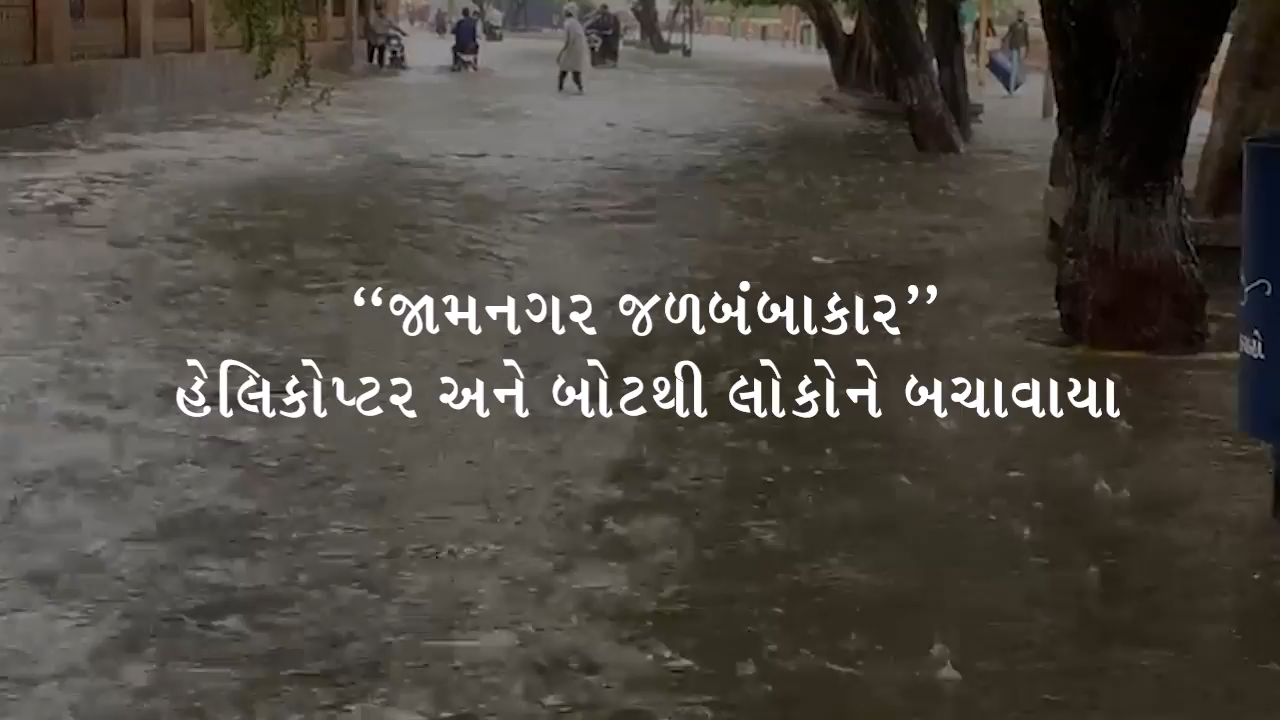 “જામનગર જળબંબાકાર”
હેલિકોપ્ટર અને બોટથી લોકોને બચાવાયા